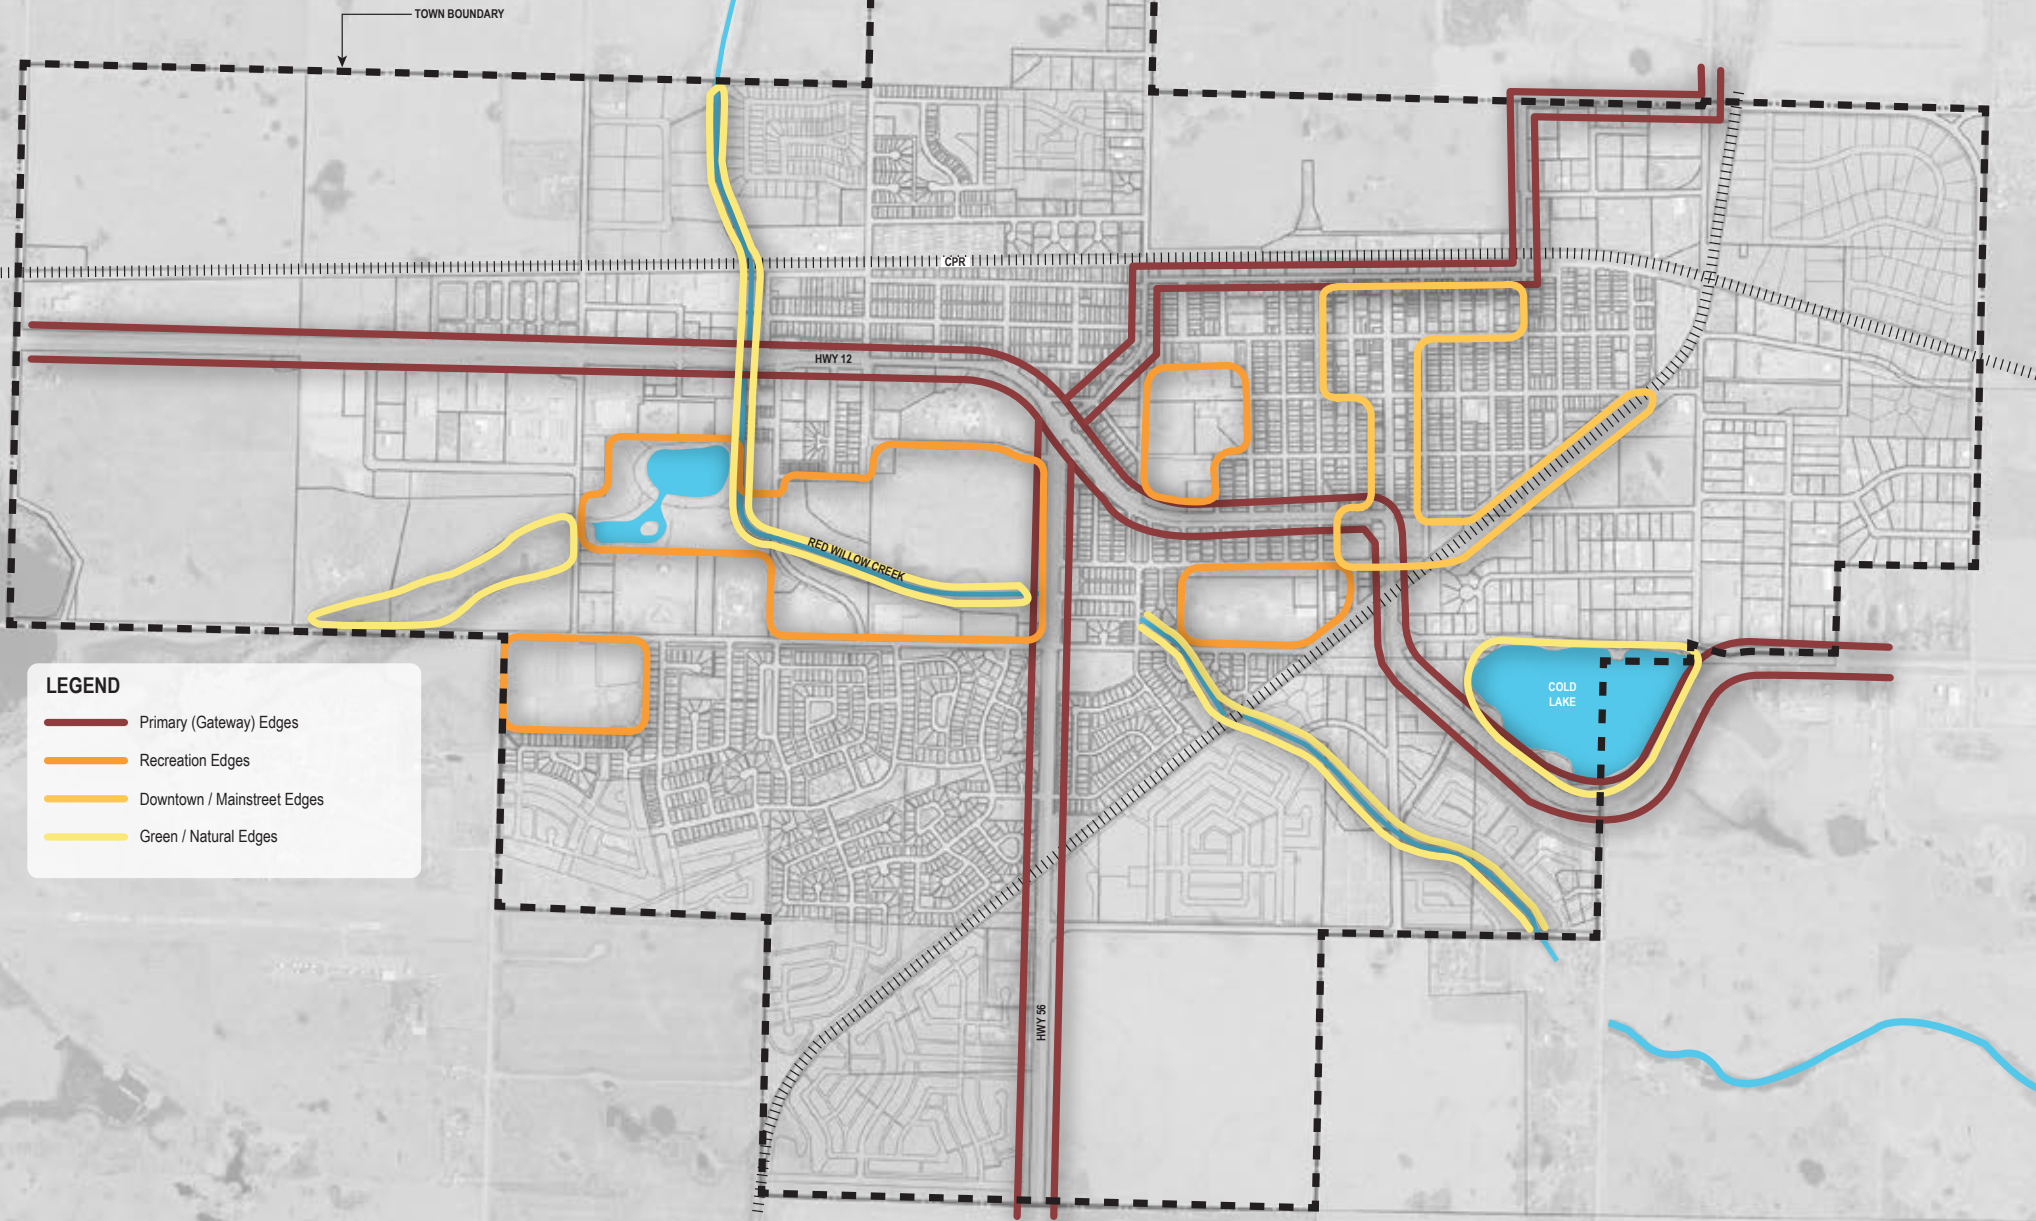 TOWN BOUNDARY
CPR
HWY 12
RED WILLOW CREEK
COLD
LAKE
LEGEND
Primary (Gateway) Edges
Recreation Edges
Downtown / Mainstreet Edges
Green / Natural Edges
HWY 56